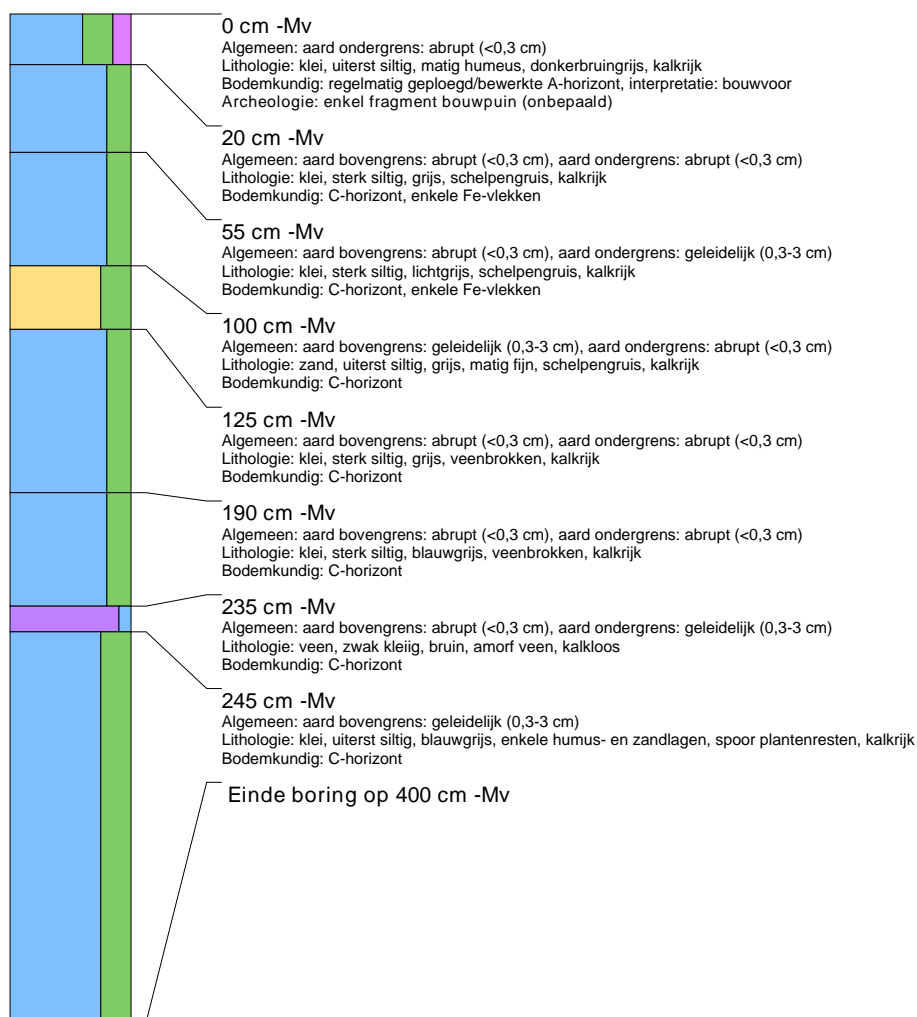 0 cm -Mv
Algemeen: aard ondergrens: abrupt (<0,3 cm)
Lithologie: klei, uiterst siltig, matig humeus, donkerbruingrijs, kalkrijk
Bodemkundig: regelmatig geploegd/bewerkte A-horizont, interpretatie: bouwvoor
Archeologie: enkel fragment bouwpuin (onbepaald)
20 cm -Mv
Algemeen: aard bovengrens: abrupt (<0,3 cm), aard ondergrens: abrupt (<0,3 cm)
Lithologie: klei, sterk siltig, grijs, schelpengruis, kalkrijk
Bodemkundig: C-horizont, enkele Fe-vlekken
55 cm -Mv
Algemeen: aard bovengrens: abrupt (<0,3 cm), aard ondergrens: geleidelijk (0,3-3 cm)
Lithologie: klei, sterk siltig, lichtgrijs, schelpengruis, kalkrijk
Bodemkundig: C-horizont, enkele Fe-vlekken
100 cm -Mv
Algemeen: aard bovengrens: geleidelijk (0,3-3 cm), aard ondergrens: abrupt (<0,3 cm)
Lithologie: zand, uiterst siltig, grijs, matig fijn, schelpengruis, kalkrijk
Bodemkundig: C-horizont
125 cm -Mv
Algemeen: aard bovengrens: abrupt (<0,3 cm), aard ondergrens: abrupt (<0,3 cm)
Lithologie: klei, sterk siltig, grijs, veenbrokken, kalkrijk
Bodemkundig: C-horizont
190 cm -Mv
Algemeen: aard bovengrens: abrupt (<0,3 cm), aard ondergrens: abrupt (<0,3 cm)
Lithologie: klei, sterk siltig, blauwgrijs, veenbrokken, kalkrijk
Bodemkundig: C-horizont
235 cm -Mv
Algemeen: aard bovengrens: abrupt (<0,3 cm), aard ondergrens: geleidelijk (0,3-3 cm)
Lithologie: veen, zwak kleiig, bruin, amorf veen, kalkloos
Bodemkundig: C-horizont
245 cm -Mv
Algemeen: aard bovengrens: geleidelijk (0,3-3 cm)
Lithologie: klei, uiterst siltig, blauwgrijs, enkele humus- en zandlagen, spoor plantenresten, kalkrijk
Bodemkundig: C-horizont
Einde boring op 400 cm -Mv